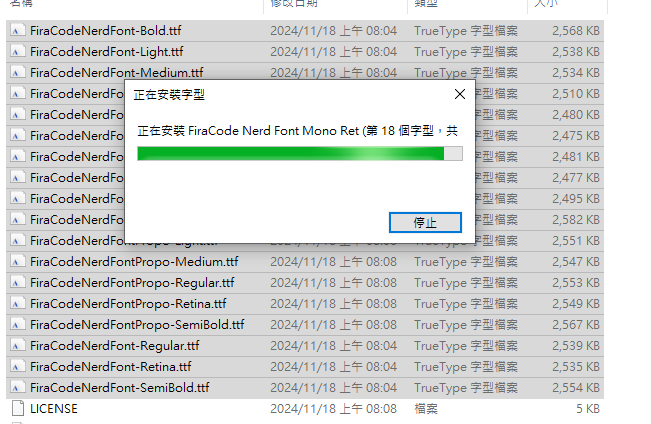 名稱 修改日期 類型 大小
FiraCodeNerdFont-Bold.ttf 2024/11/18 上午 08:04 TrueType 字型檔案 2,568 KB
FiraCodeNerdFont-Light.ttf 2024/11/18 上午 08:04 TrueType 字型檔案 2,538 KB
FiraCodeNerdFont-Medium.ttf 2024/11/18 上午 08:04 TrueType 字型檔案 2,534 KB
FiraCodeNerdFo 2,510 KB
FiraCodeNerdFo 2,480 KB
FiraCodeNerdFo 2,475 KB
FiraCodeNerdFo 2,481 KB
FiraCodeNerdFo 2,477 KB
FiraCodeNerdFo 2,495 KB
FiraCodeNerdFo 2,582 KB
正在安裝字型
正在安裝 FiraCode Nerd Font Mono Ret (第 18 個字型，共
停止
FiraCodeNerdFontPropo-Light.ttf 2024/11/18 上午 08:08 TrueType 字型檔案 2,551 KB
FiraCodeNerdFontPropo-Medium.ttf 2024/11/18 上午 08:08 TrueType 字型檔案 2,547 KB
FiraCodeNerdFontPropo-Regular.ttf 2024/11/18 上午 08:08 TrueType 字型檔案 2,553 KB
FiraCodeNerdFontPropo-Retina.ttf 2024/11/18 上午 08:08 TrueType 字型檔案 2,549 KB
FiraCodeNerdFontPropo-SemiBold.ttf 2024/11/18 上午 08:08 TrueType 字型檔案 2,567 KB
FiraCodeNerdFont-Regular.ttf 2024/11/18 上午 08:04 TrueType 字型檔案 2,539 KB
FiraCodeNerdFont-Retina.ttf 2024/11/18 上午 08:04 TrueType 字型檔案 2,535 KB
FiraCodeNerdFont-SemiBold.ttf 2024/11/18 上午 08:04 TrueType 字型檔案 2,554 KB
LICENSE 2024/11/18 上午 08:08 檔案 5 KB